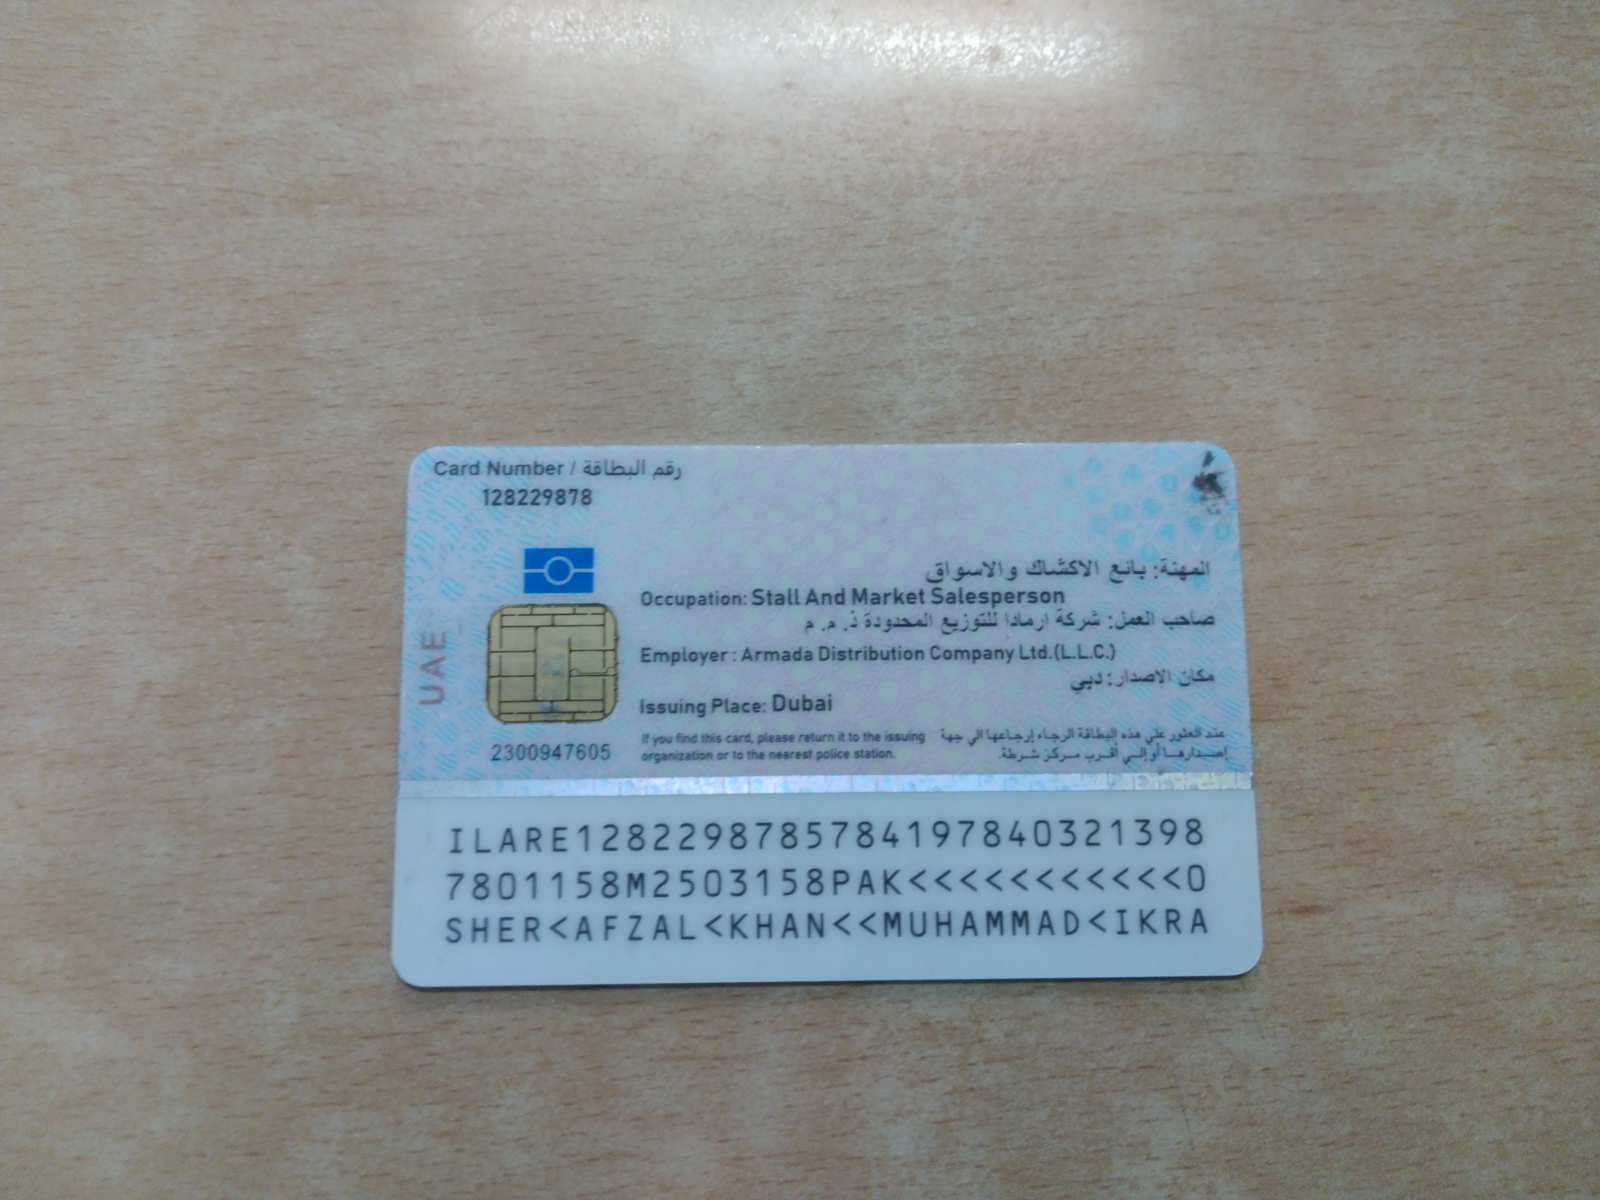 Card Number / رقم البطاقة
128229878
المهنة: بائع الاكشاك والاسواق
Occupation: Stall And Market Salesperson
صاحب العمل: شركة ارمادا للتوزيع المحدودة ذ. م. م
Employer: Armada Distribution Company Ltd.(L.L.C.)
مكان الاصدار: دبي
Issuing Place: Dubai
UAE
2300947605
If you find this card, please return it to the issuing
organization or to the nearest police station.
عند العثور علي هذه البطاقة الرجاء إرجاعها الي جهة
إصدارها أو إلي أقرب مركز شرطة.
ILARE1282298785784197840321398
7801158M2503158PAK<<<<<<<<<<<0
SHER<AFZAL<KHAN<<MUHAMMAD<IKRA